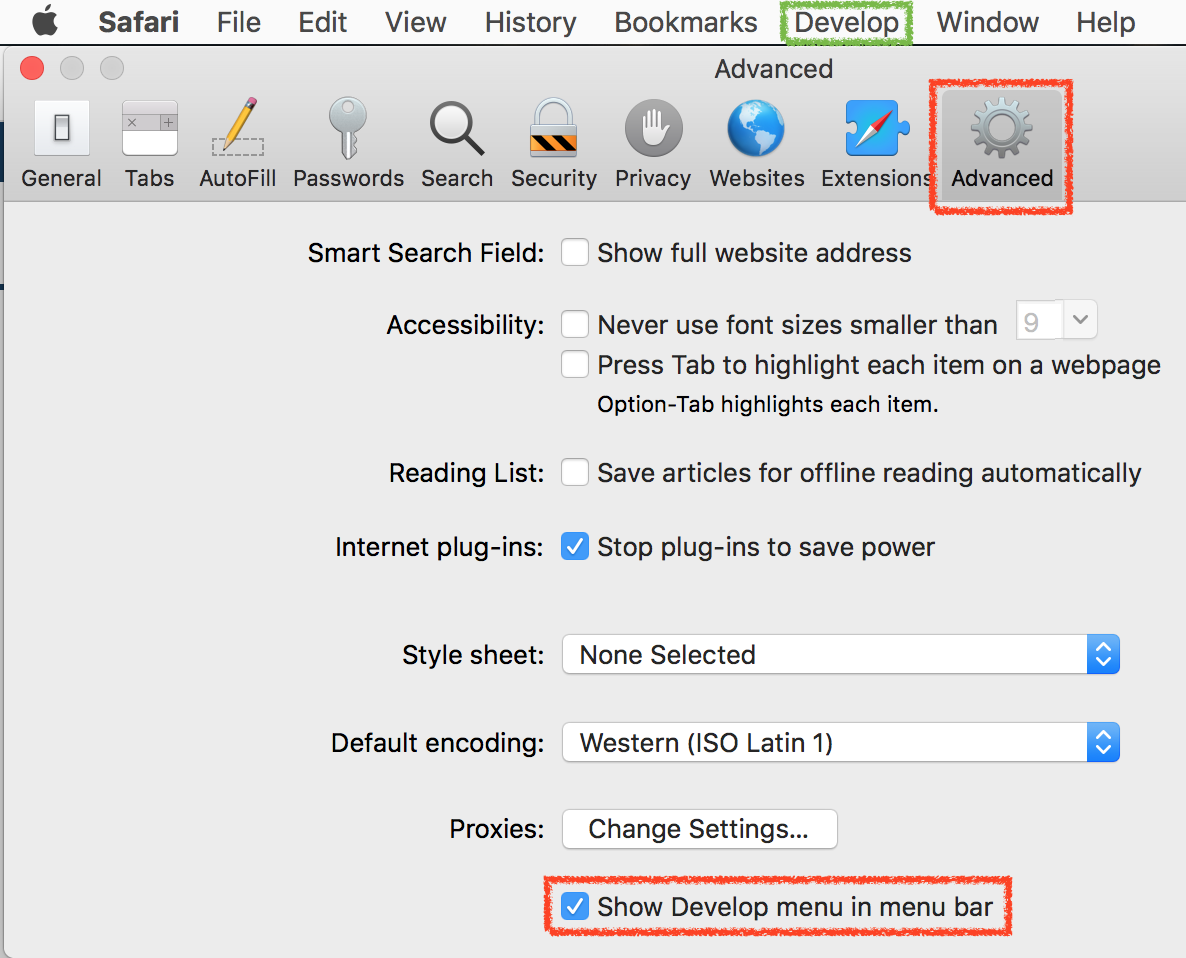 Safari File Edit View History Bookmarks Develop Window Help
Advanced
General Tabs AutoFill Passwords Search Security Privacy Websites Extensions Advanced
Smart Search Field: Show full website address
Accessibility: Never use font sizes smaller than 9
Press Tab to highlight each item on a webpage
Option-Tab highlights each item.
Reading List: Save articles for offline reading automatically
Internet plug-ins: Stop plug-ins to save power
Style sheet: None Selected
Default encoding: Western (ISO Latin 1)
Proxies: Change Settings...
Show Develop menu in menu bar